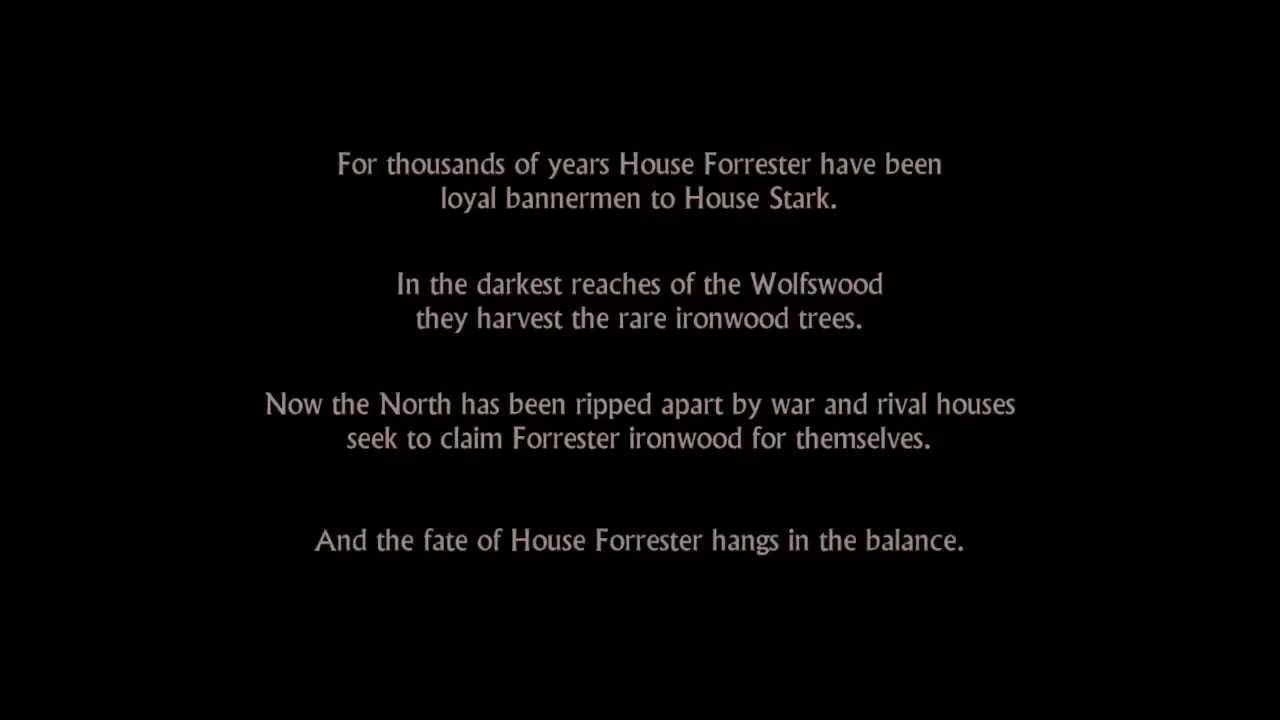 For thousands of years House Forrester have been
loyal bannermen to House Stark.
In the darkest reaches of the Wolfswood
they harvest the rare ironwood trees.
Now the North has been ripped apart by war and rival houses
seek to claim Forrester ironwood for themselves.
And the fate of House Forrester hangs in the balance.